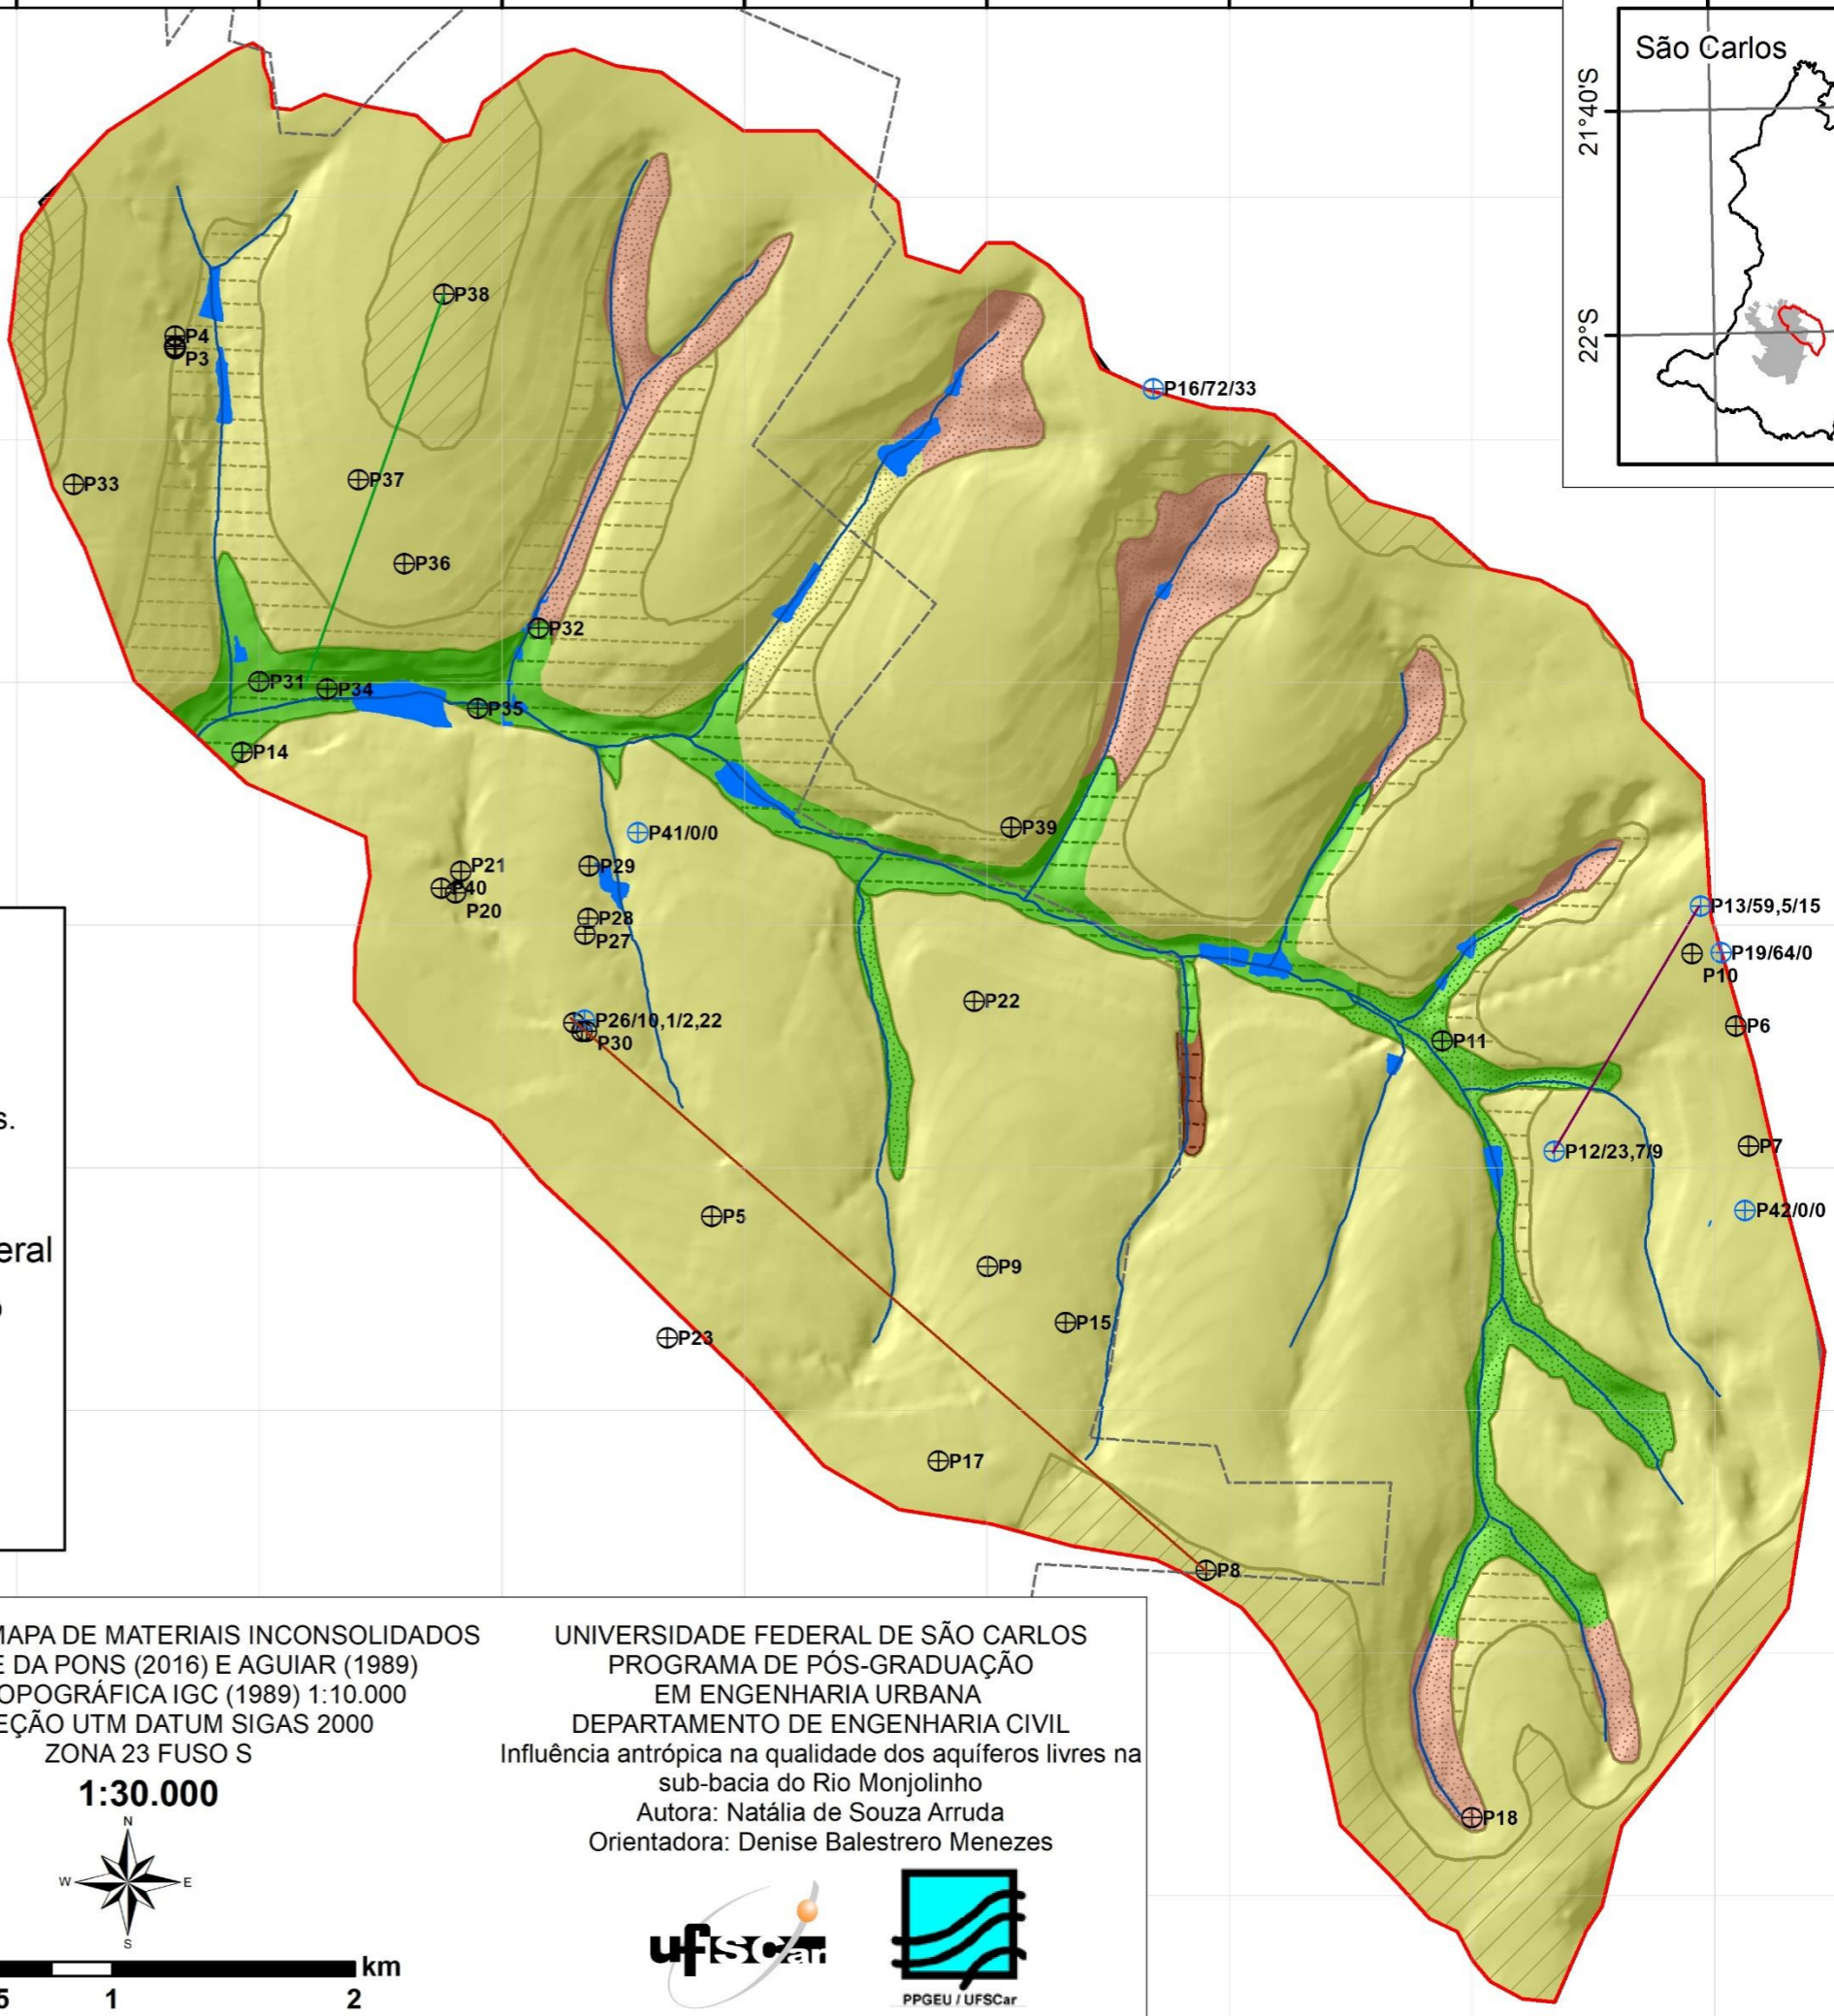 São Carlos
21°40'S
22°S
P38
P4
P3
P16/72/33
P33
P37
P36
P32
P31
P34
P35
P14
P41/0/0
P39
P21
P29
P40
P20
P28
P27
P13/59,5/15
P19/64/0
P10
P22
P26/10,1/2,22
P30
P6
P11
P7
P12/23,7/9
P5
P42/0/0
P9
P15
P23
P17
P8
P18
s.
eral
MAPA DE MATERIAIS INCONSOLIDADOS
E DA PONS (2016) E AGUIAR (1989)
OPOGRÁFICA IGC (1989) 1:10.000
EÇÃO UTM DATUM SIGAS 2000
ZONA 23 FUSO S
1:30.000
N
W E
S
km
5 1 2
UNIVERSIDADE FEDERAL DE SÃO CARLOS
PROGRAMA DE PÓS-GRADUAÇÃO
EM ENGENHARIA URBANA
DEPARTAMENTO DE ENGENHARIA CIVIL
Influência antrópica na qualidade dos aquíferos livres na
sub-bacia do Rio Monjolinho
Autora: Natália de Souza Arruda
Orientadora: Denise Balestrero Menezes
ufscar
PPGEU / UFSCar